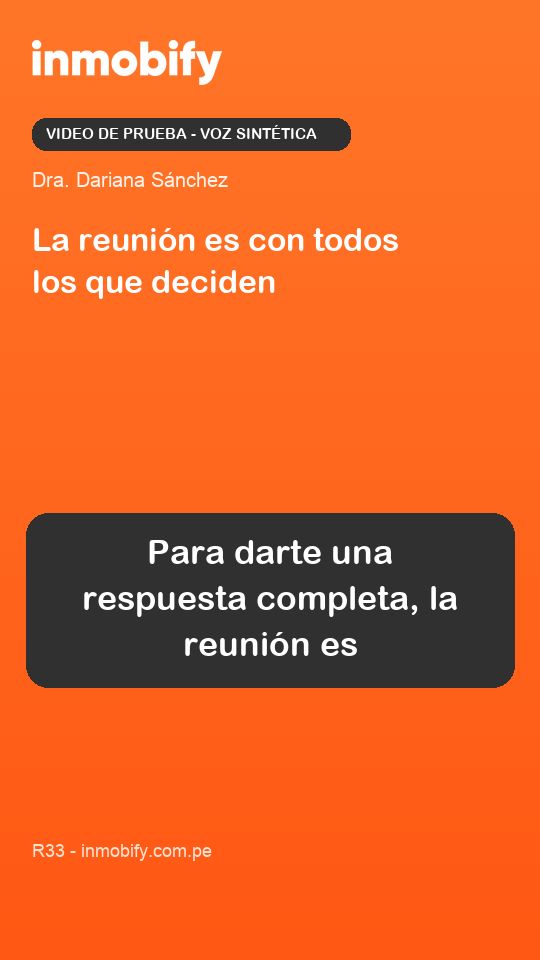 inmobify
VIDEO DE PRUEBA - VOZ SINTÉTICA
Dra. Dariana Sánchez
La reunión es con todos
los que deciden
Para darte una
respuesta completa, la
reunión es
R33 - inmobify.com.pe